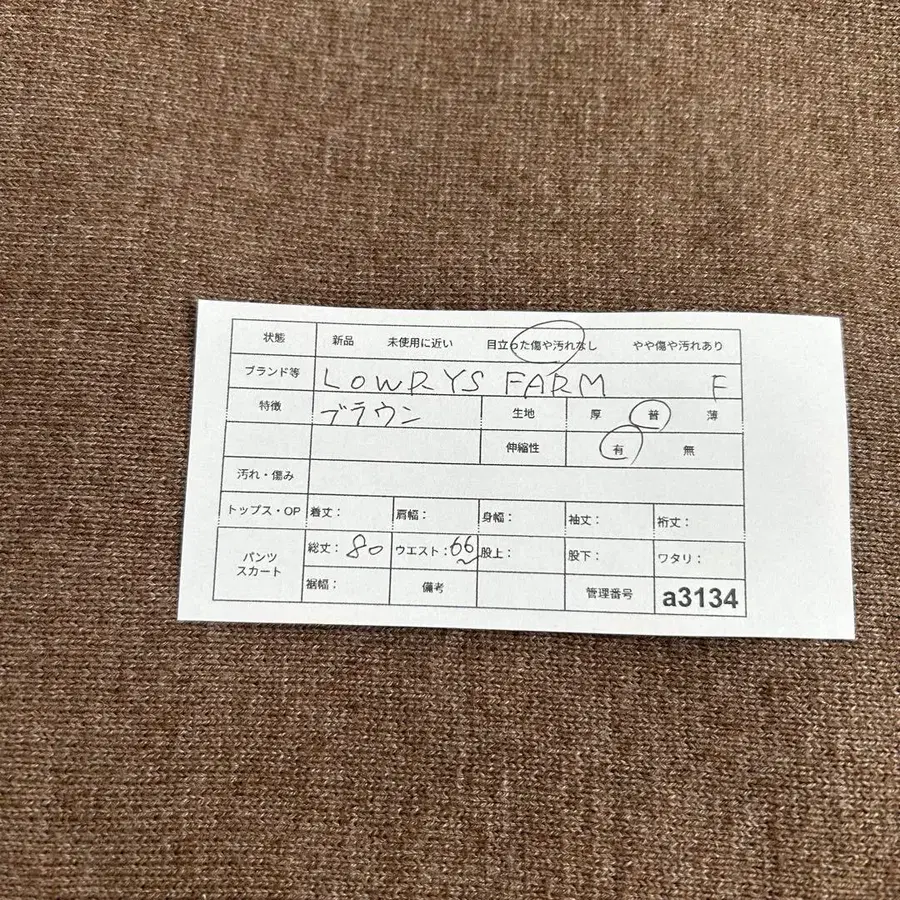 状態 新品 未使用に近い 目立った傷や汚れなし やや傷や汚れあり
ブランド等 LOWRYS FARM F
特徴 ブラウン 生地 厚 普 薄
伸縮性 有 無
汚れ・傷み
トップス・OP 着丈: 肩幅: 身幅: 袖丈: 裄丈:
パンツ スカート 総丈: 80 ウエスト: 66~ 股上: 股下: ワタリ:
裾幅: 備考 管理番号 a3134